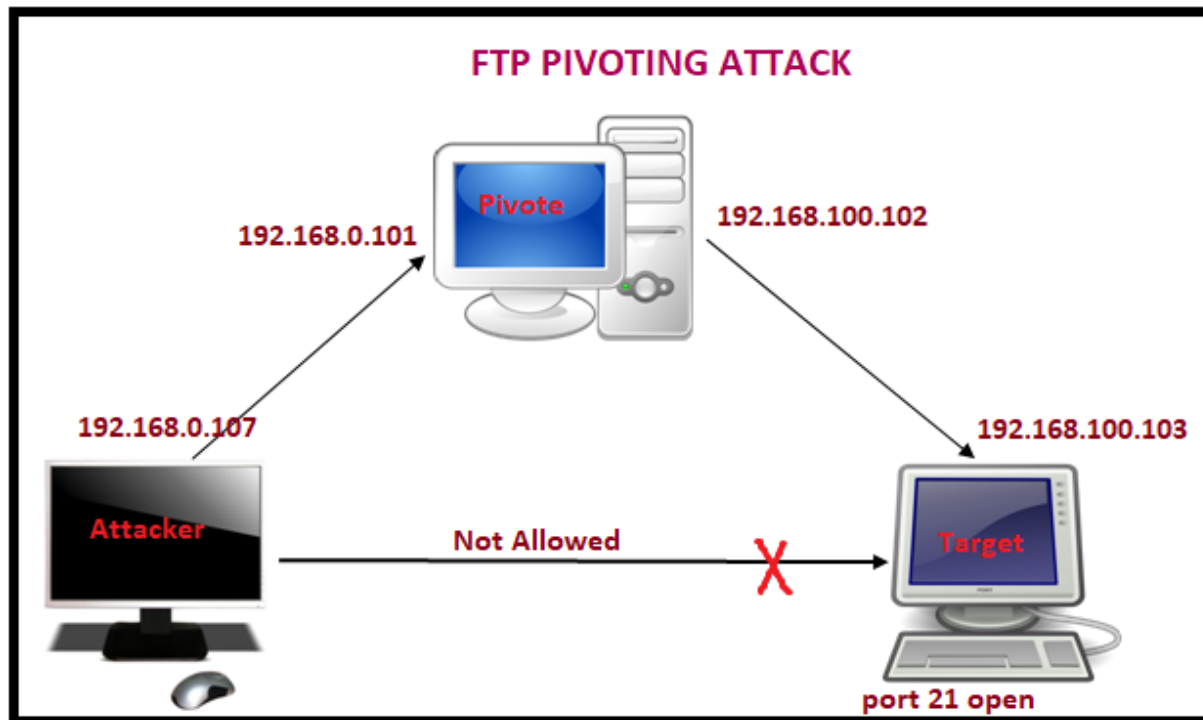 FTP PIVOTING ATTACK
Pivote
192.168.0.101
192.168.100.102
192.168.0.107
192.168.100.103
Attacker
Not Allowed
X
Target
port 21 open